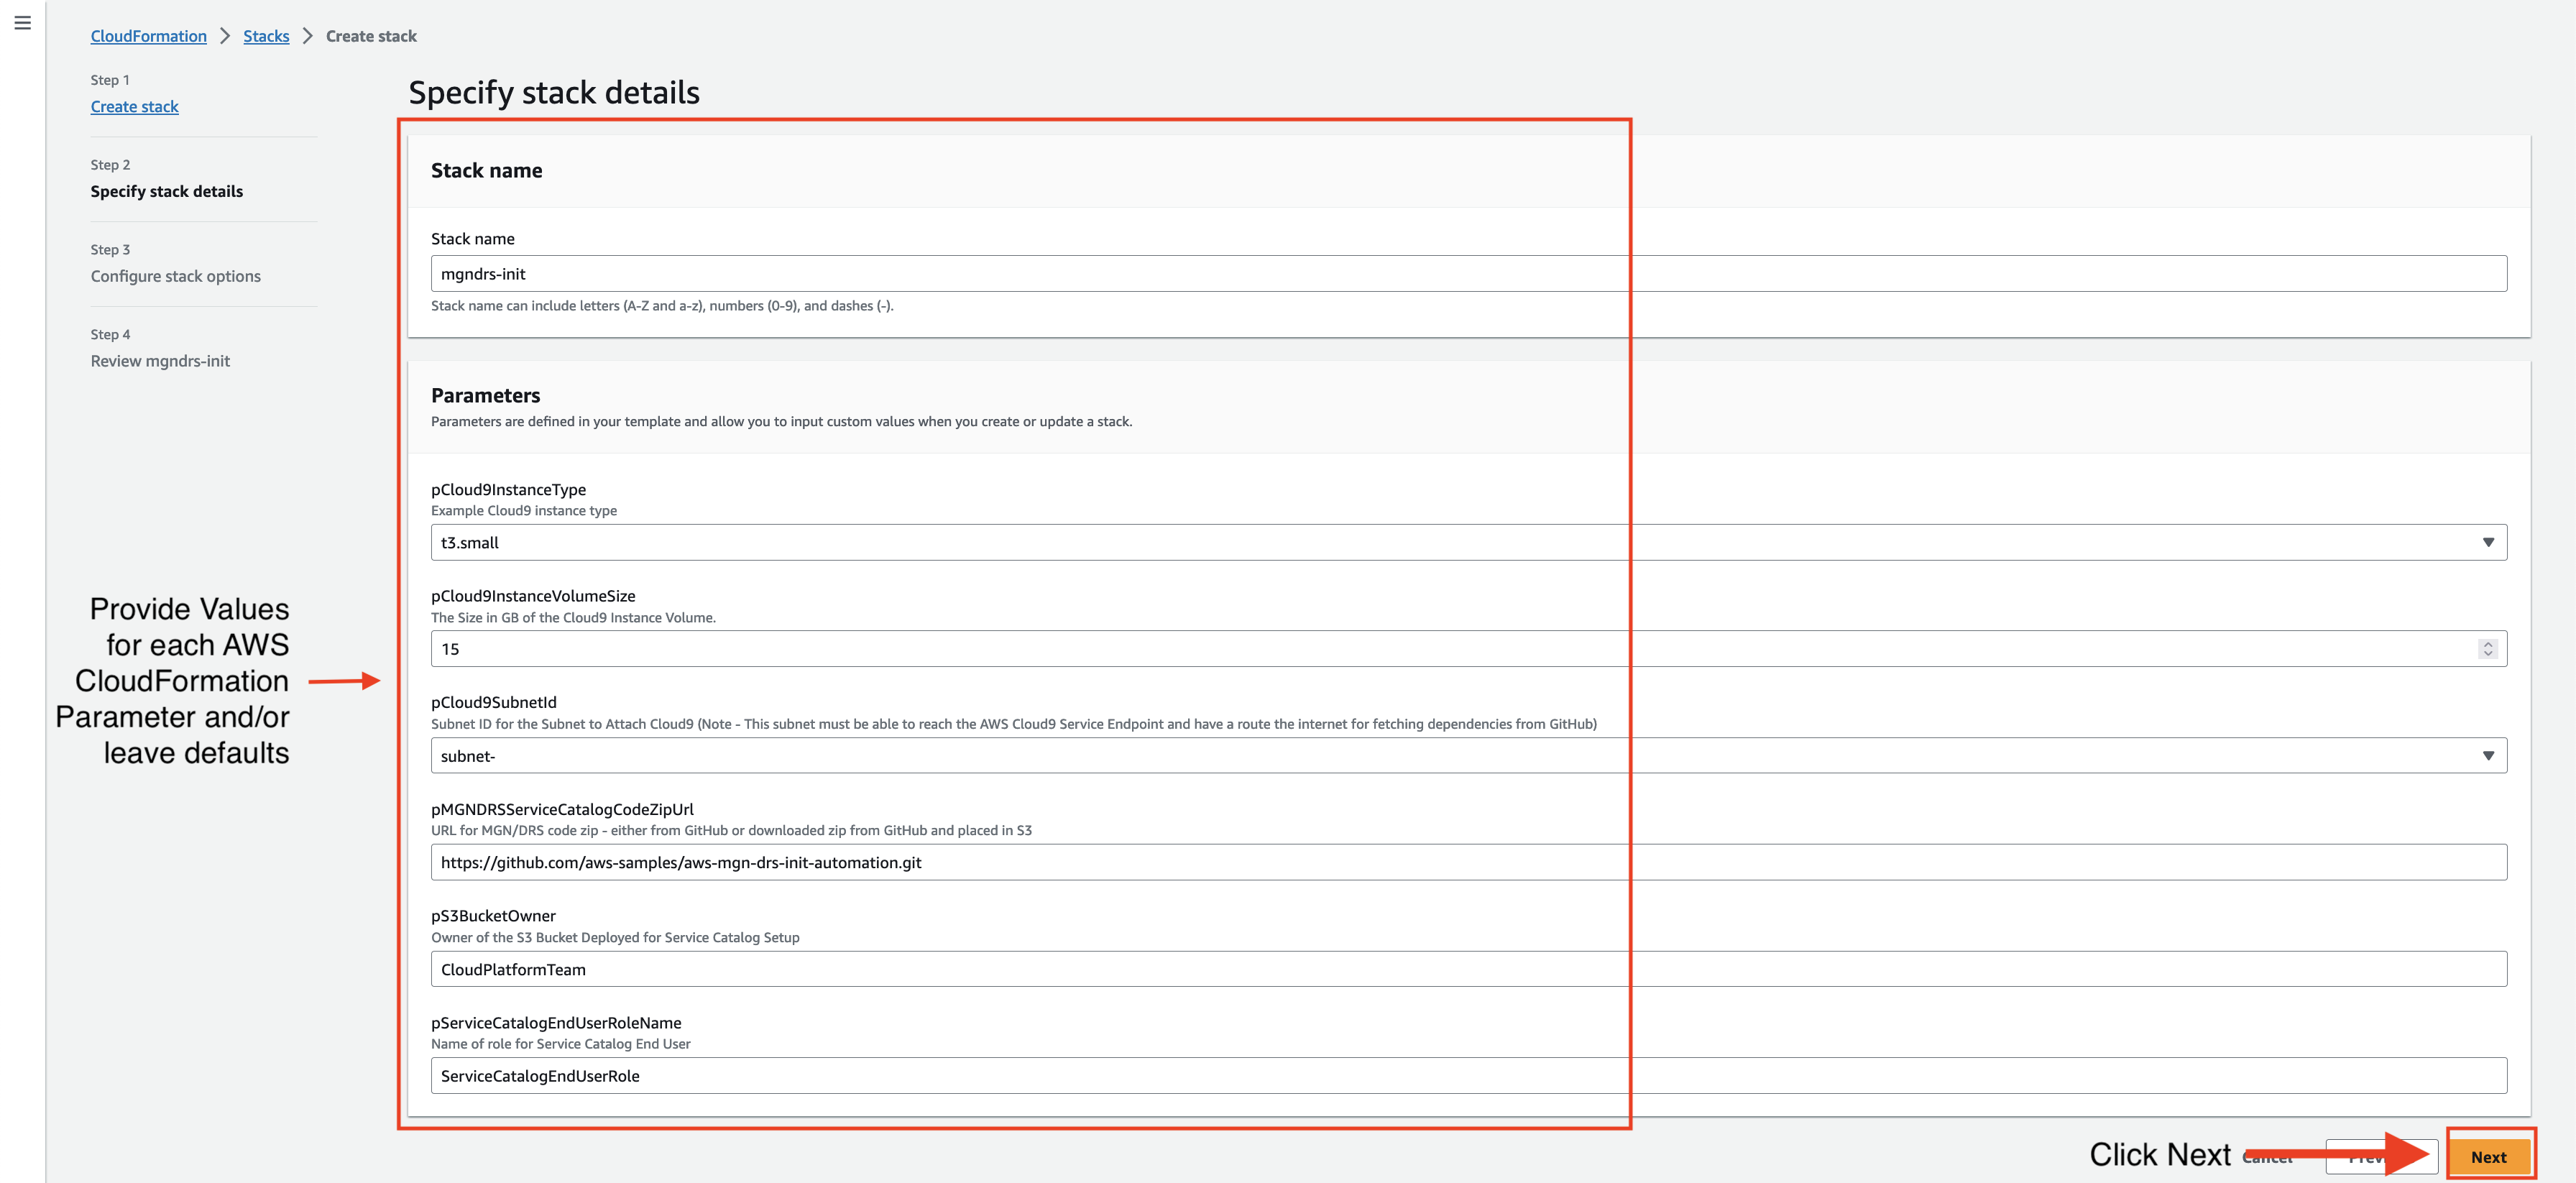 CloudFormation > Stacks > Create stack
Step 1
Create stack
Step 2
Specify stack details
Step 3
Configure stack options
Step 4
Review mgndrs-init
Provide Values
for each AWS
CloudFormation
Parameter and/or
leave defaults
Specify stack details
Stack name
Stack name
mgndrs-init
Stack name can include letters (A-Z and a-z), numbers (0-9), and dashes (-).
Parameters
Parameters are defined in your template and allow you to input custom values when you create or update a stack.
pCloud9InstanceType
Example Cloud9 instance type
t3.small
pCloud9InstanceVolumeSize
The Size in GB of the Cloud9 Instance Volume.
15
pCloud9SubnetId
Subnet ID for the Subnet to Attach Cloud9 (Note - This subnet must be able to reach the AWS Cloud9 Service Endpoint and have a route the internet for fetching dependencies from GitHub)
subnet-
pMGNDRSServiceCatalogCodeZipUrl
URL for MGN/DRS code zip - either from GitHub or downloaded zip from GitHub and placed in S3
https://github.com/aws-samples/aws-mgn-drs-init-automation.git
pS3BucketOwner
Owner of the S3 Bucket Deployed for Service Catalog Setup
CloudPlatformTeam
pServiceCatalogEndUserRoleName
Name of role for Service Catalog End User
ServiceCatalogEndUserRole
Click Next Cancel Next